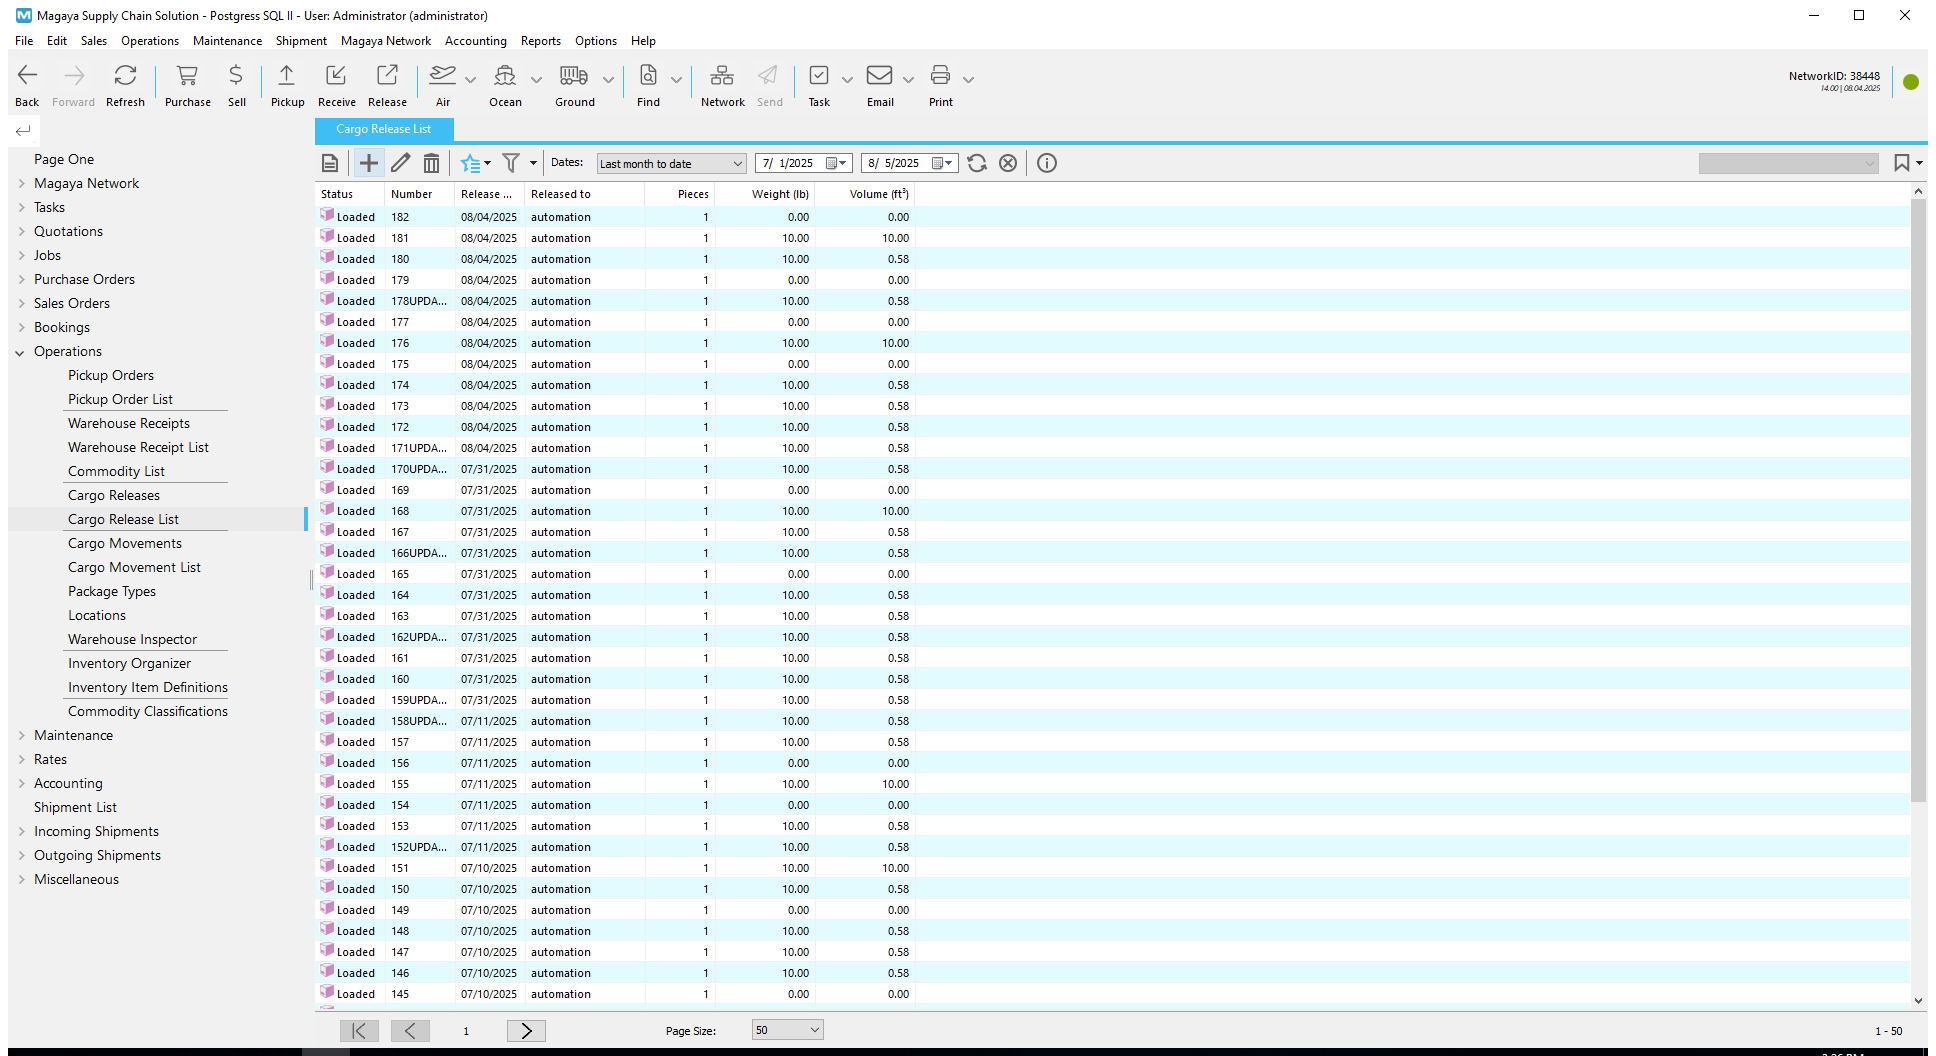 Magaya Supply Chain Solution - Postgress SQL II - User: Administrator (administrator)
File Edit Sales Operations Maintenance Shipment Magaya Network Accounting Reports Options Help
Back Forward Refresh Purchase Sell Pickup Receive Release Air Ocean Ground Find Network Send Task Email Print
NetworkID: 38448
14.00 | 08.04.2025
Page One
Magaya Network
Tasks
Quotations
Jobs
Purchase Orders
Sales Orders
Bookings
Operations
Pickup Orders
Pickup Order List
Warehouse Receipts
Warehouse Receipt List
Commodity List
Cargo Releases
Cargo Release List
Cargo Movements
Cargo Movement List
Package Types
Locations
Warehouse Inspector
Inventory Organizer
Inventory Item Definitions
Commodity Classifications
Maintenance
Rates
Accounting
Shipment List
Incoming Shipments
Outgoing Shipments
Miscellaneous
Cargo Release List
Dates: Last month to date 7/ 1/2025 8/ 5/2025
Status Number Release ... Released to Pieces Weight (lb) Volume (ft³)
Loaded 182 08/04/2025 automation 1 0.00 0.00
Loaded 181 08/04/2025 automation 1 10.00 10.00
Loaded 180 08/04/2025 automation 1 10.00 0.58
Loaded 179 08/04/2025 automation 1 0.00 0.00
Loaded 178UPDA... 08/04/2025 automation 1 10.00 0.58
Loaded 177 08/04/2025 automation 1 0.00 0.00
Loaded 176 08/04/2025 automation 1 10.00 10.00
Loaded 175 08/04/2025 automation 1 0.00 0.00
Loaded 174 08/04/2025 automation 1 10.00 0.58
Loaded 173 08/04/2025 automation 1 10.00 0.58
Loaded 172 08/04/2025 automation 1 10.00 0.58
Loaded 171UPDA... 08/04/2025 automation 1 10.00 0.58
Loaded 170UPDA... 07/31/2025 automation 1 10.00 0.58
Loaded 169 07/31/2025 automation 1 0.00 0.00
Loaded 168 07/31/2025 automation 1 10.00 10.00
Loaded 167 07/31/2025 automation 1 10.00 0.58
Loaded 166UPDA... 07/31/2025 automation 1 10.00 0.58
Loaded 165 07/31/2025 automation 1 0.00 0.00
Loaded 164 07/31/2025 automation 1 10.00 0.58
Loaded 163 07/31/2025 automation 1 10.00 0.58
Loaded 162UPDA... 07/31/2025 automation 1 10.00 0.58
Loaded 161 07/31/2025 automation 1 10.00 0.58
Loaded 160 07/31/2025 automation 1 10.00 0.58
Loaded 159UPDA... 07/31/2025 automation 1 10.00 0.58
Loaded 158UPDA... 07/11/2025 automation 1 10.00 0.58
Loaded 157 07/11/2025 automation 1 10.00 0.58
Loaded 156 07/11/2025 automation 1 0.00 0.00
Loaded 155 07/11/2025 automation 1 10.00 10.00
Loaded 154 07/11/2025 automation 1 0.00 0.00
Loaded 153 07/11/2025 automation 1 10.00 0.58
Loaded 152UPDA... 07/11/2025 automation 1 10.00 0.58
Loaded 151 07/10/2025 automation 1 10.00 10.00
Loaded 150 07/10/2025 automation 1 10.00 0.58
Loaded 149 07/10/2025 automation 1 0.00 0.00
Loaded 148 07/10/2025 automation 1 10.00 0.58
Loaded 147 07/10/2025 automation 1 10.00 0.58
Loaded 146 07/10/2025 automation 1 10.00 0.58
Loaded 145 07/10/2025 automation 1 0.00 0.00
1 Page Size: 50 1 - 50